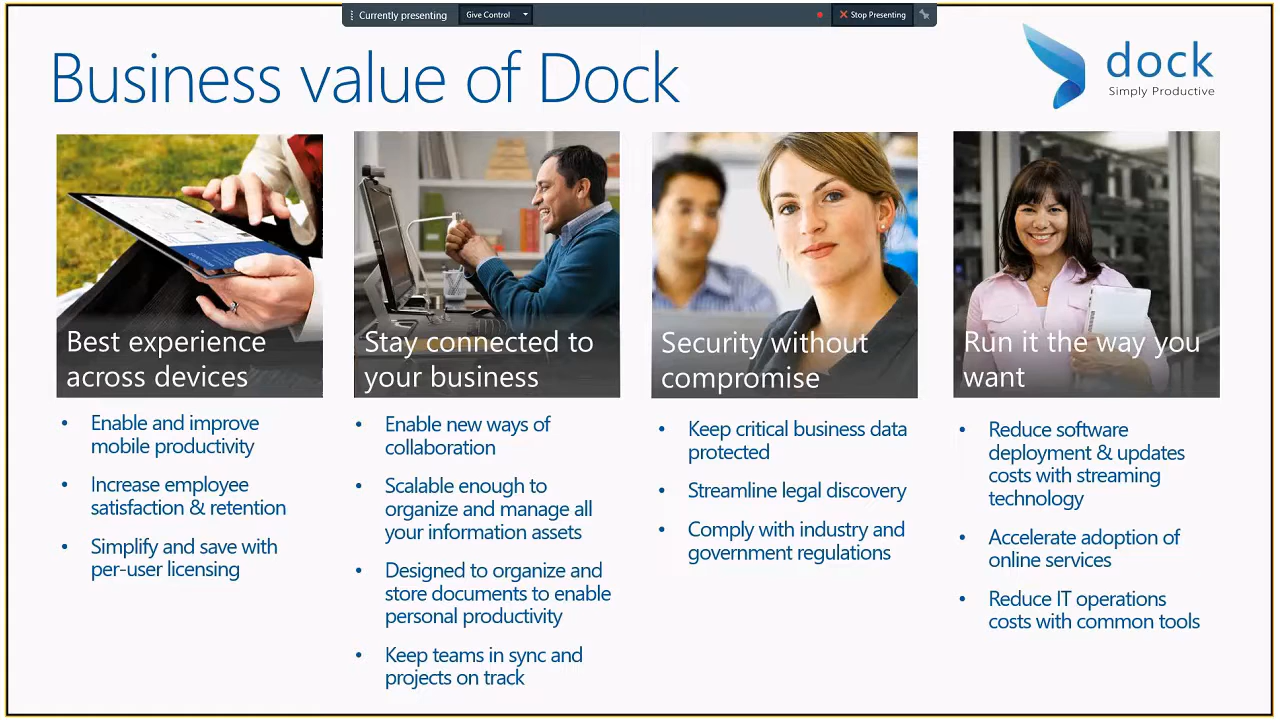 Currently presenting
Give Control
Stop Presenting
Business value of Dock
dock
Simply Productive
Best experience
across devices
• Enable and improve
mobile productivity
• Increase employee
satisfaction & retention
• Simplify and save with
per-user licensing
Stay connected to
your business
• Enable new ways of
collaboration
• Scalable enough to
organize and manage all
your information assets
• Designed to organize and
store documents to enable
personal productivity
• Keep teams in sync and
projects on track
Security without
compromise
• Keep critical business data
protected
• Streamline legal discovery
• Comply with industry and
government regulations
Run it the way you
want
• Reduce software
deployment & updates
costs with streaming
technology
• Accelerate adoption of
online services
• Reduce IT operations
costs with common tools